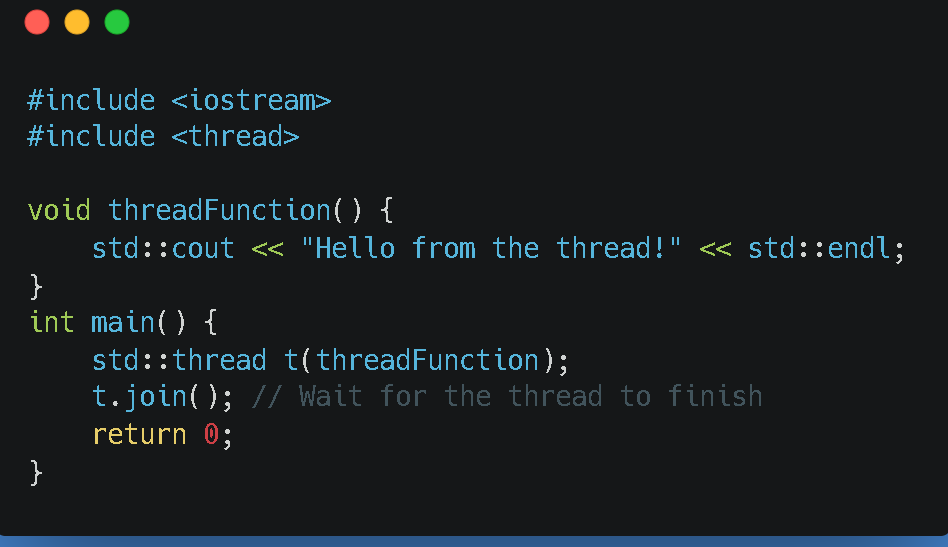 #include <iostream>
#include <thread>

void threadFunction() {
    std::cout << "Hello from the thread!" << std::endl;
}
int main() {
    std::thread t(threadFunction);
    t.join(); // Wait for the thread to finish
    return 0;
}